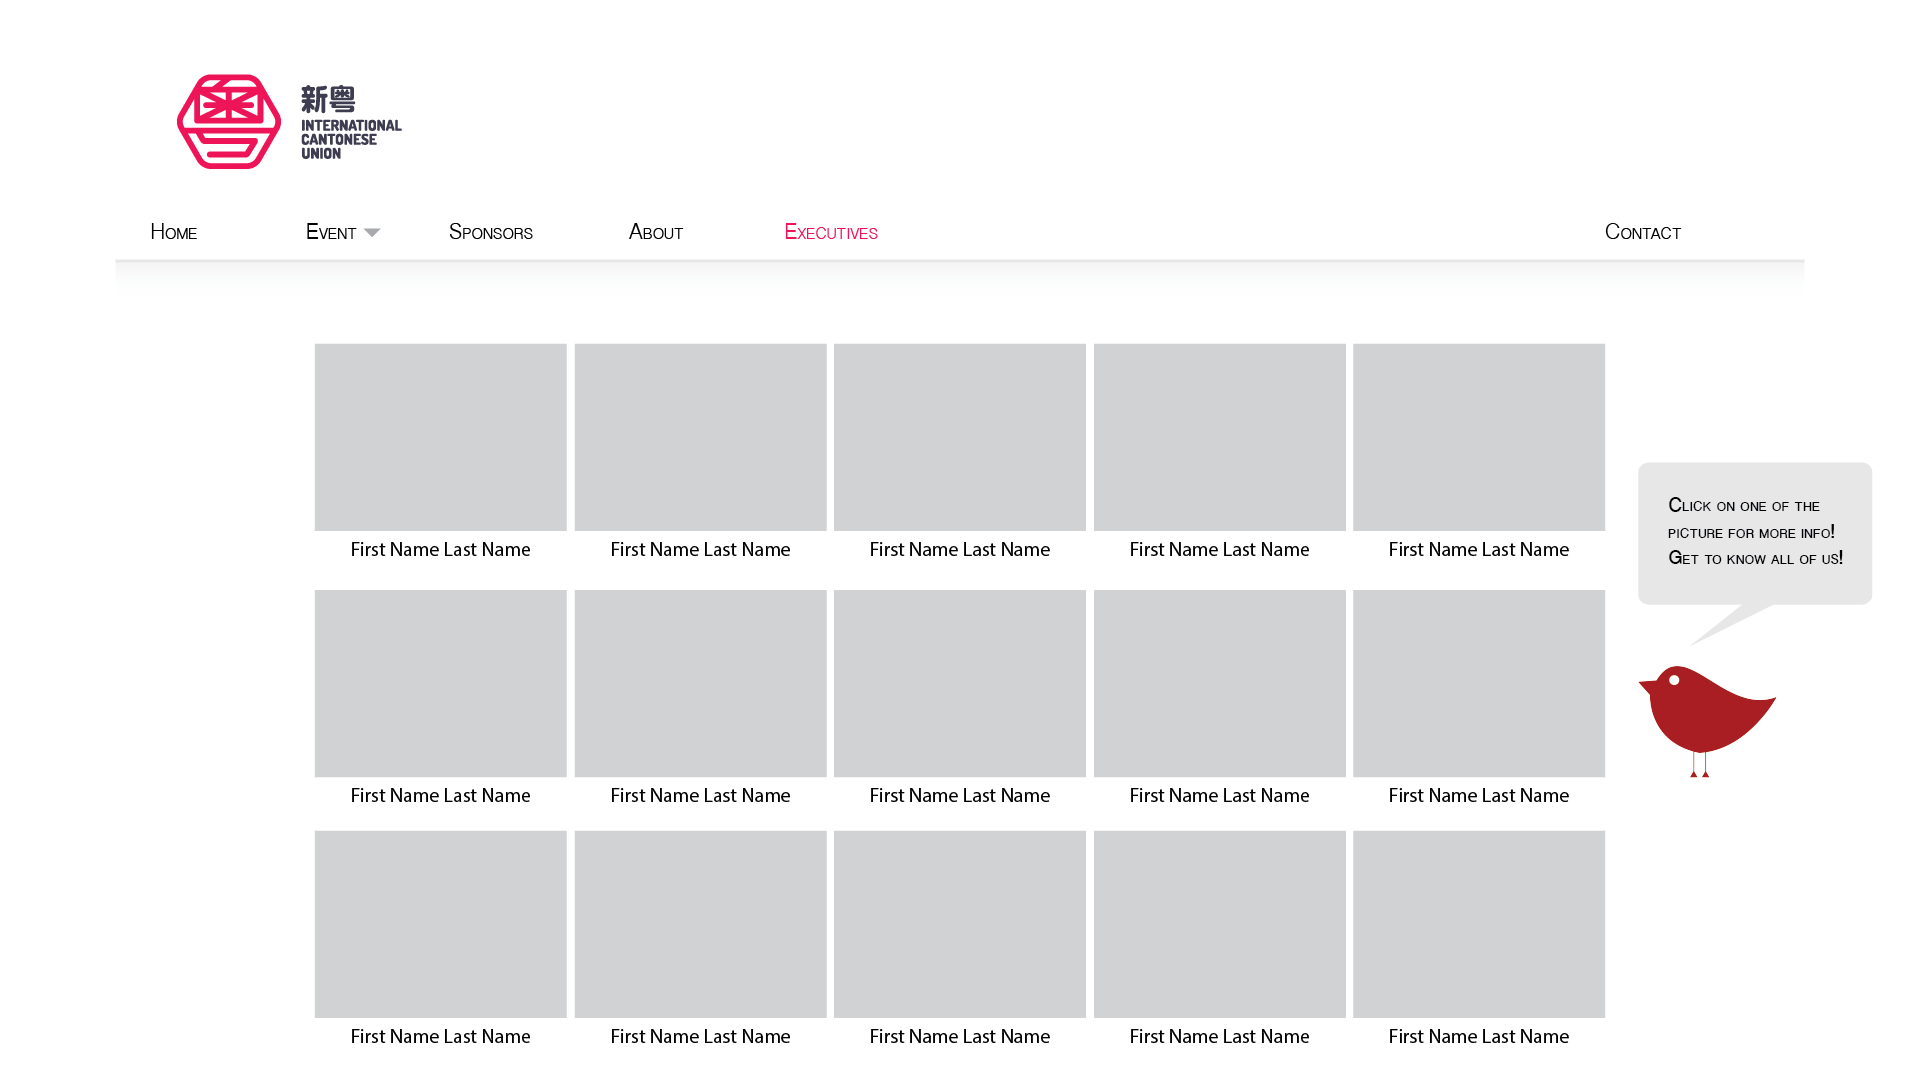 新粤
INTERNATIONAL
CANTONESE
UNION
Home Event Sponsors About Executives Contact
First Name Last Name First Name Last Name First Name Last Name First Name Last Name First Name Last Name
Click on one of the
picture for more info!
Get to know all of us!
First Name Last Name First Name Last Name First Name Last Name First Name Last Name First Name Last Name
First Name Last Name First Name Last Name First Name Last Name First Name Last Name First Name Last Name